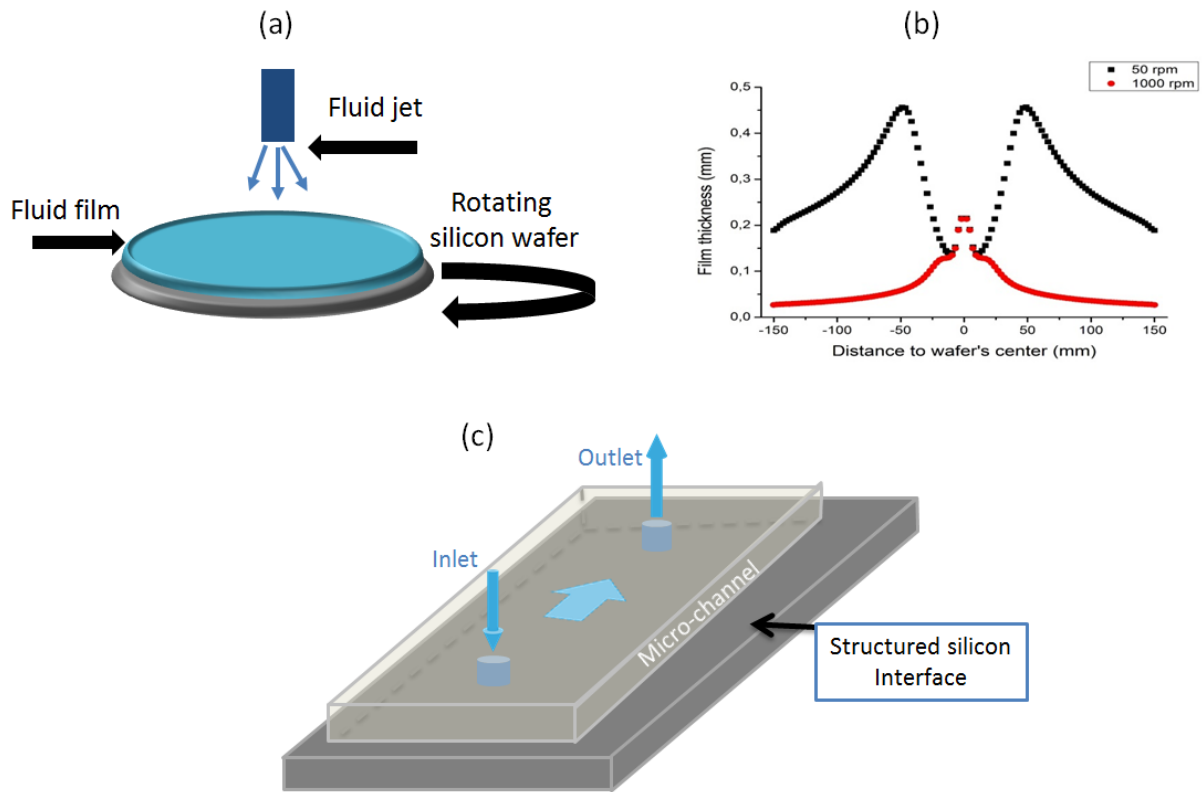 (a)
Fluid jet
Fluid film
Rotating
silicon wafer
(b)
50 rpm
1000 rpm
0,5
0,4
0,3
0,2
0,1
0,0
Film thickness (mm)
-150
-100
-50
0
50
100
150
Distance to wafer's center (mm)
(c)
Outlet
Inlet
Micro-channel
Structured silicon
Interface